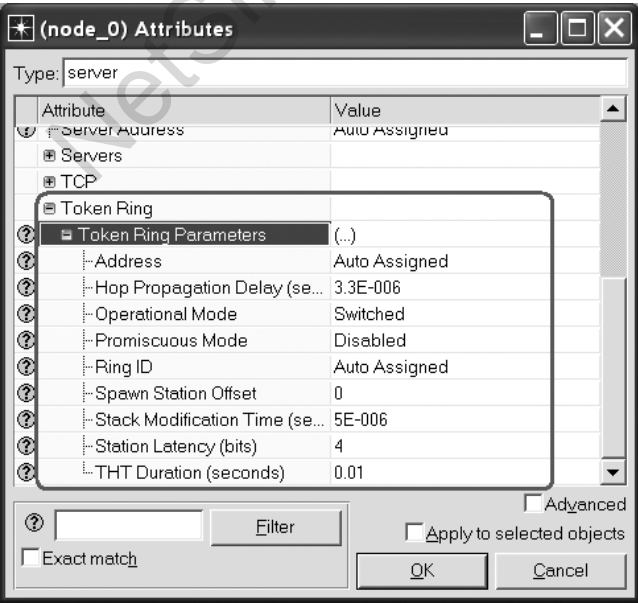 (node_0) Attributes
Type: server
Attribute Value
Server Address Auto Assigned
Servers
TCP
Token Ring
Token Ring Parameters (...)
Address Auto Assigned
Hop Propagation Delay (se... 3.3E-006
Operational Mode Switched
Promiscuous Mode Disabled
Ring ID Auto Assigned
Spawn Station Offset 0
Stack Modification Time (se... 5E-006
Station Latency (bits) 4
THT Duration (seconds) 0.01
Advanced
Filter
Apply to selected objects
Exact match
OK Cancel